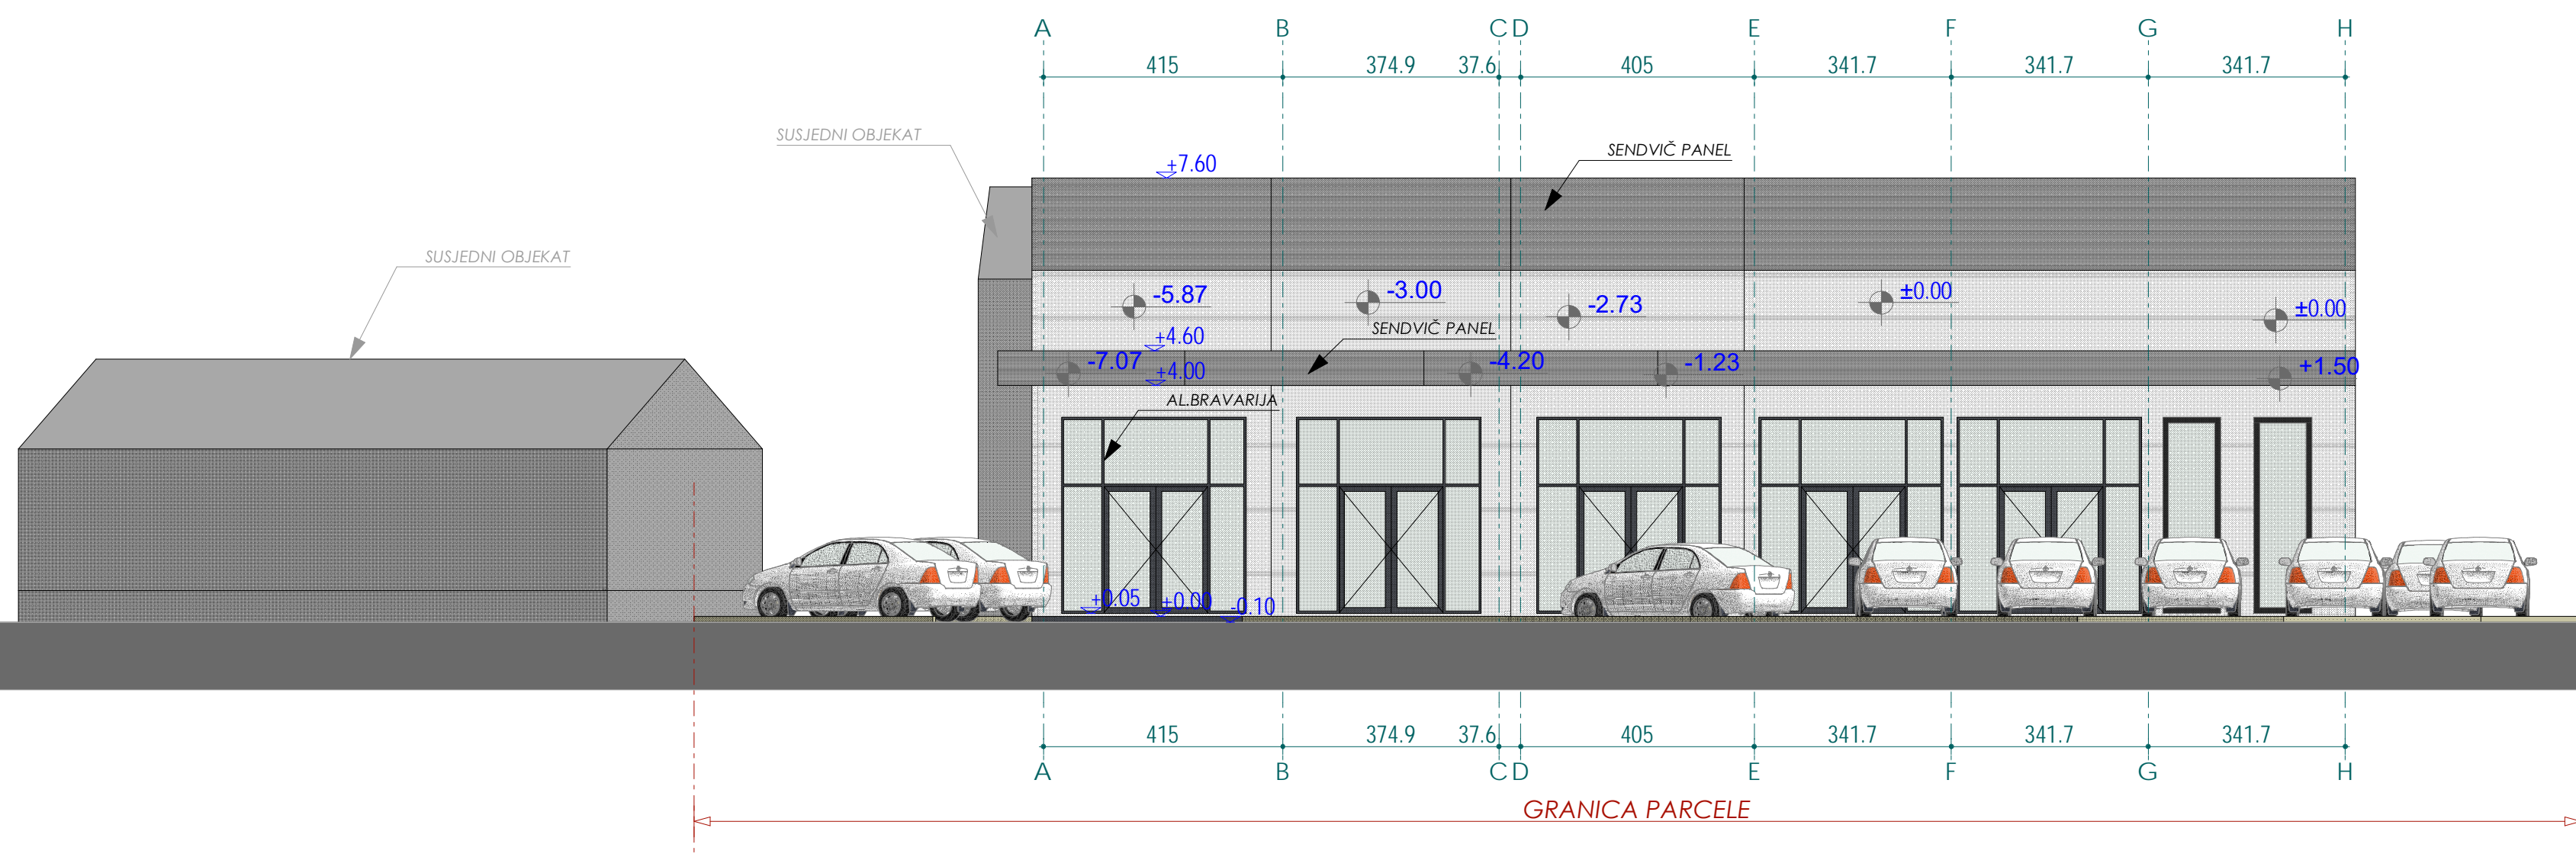 A B C D E F G H
415 374.9 37.6 405 341.7 341.7 341.7
SUSJEDNI OBJEKAT
SENDVIČ PANEL
+7.60
SUSJEDNI OBJEKAT
-5.87 -3.00 -2.73 ±0.00 ±0.00
SENDVIČ PANEL
+4.60
-7.07 +4.00 -4.20 -1.23 +1.50
AL.BRAVARIJA
+0.05 ±0.00 -0.10
415 374.9 37.6 405 341.7 341.7 341.7
A B C D E F G H
GRANICA PARCELE